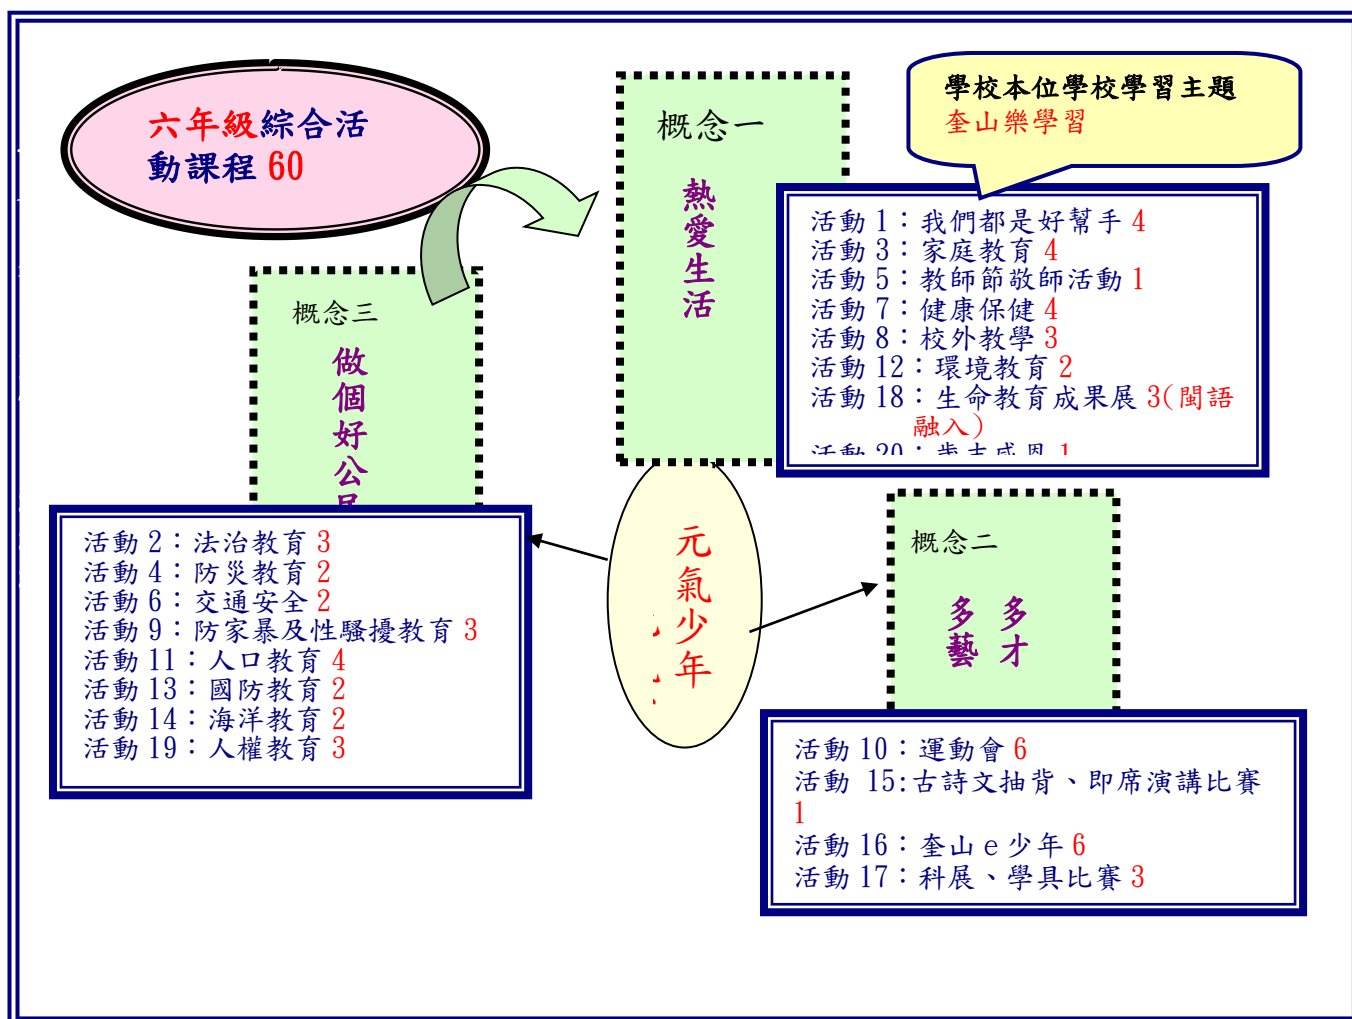 六年級綜合活
動課程 60
概念一
熱愛生活
學校本位學校學習主題
奎山樂學習
活動 1：我們都是好幫手 4
活動 3：家庭教育 4
活動 5：教師節敬師活動 1
活動 7：健康保健 4
活動 8：校外教學 3
活動 12：環境教育 2
活動 18：生命教育成果展 3(閩語
融入)
活動 20：歲末感恩 1
概念三
做個好公民
活動 2：法治教育 3
活動 4：防災教育 2
活動 6：交通安全 2
活動 9：防家暴及性騷擾教育 3
活動 11：人口教育 4
活動 13：國防教育 2
活動 14：海洋教育 2
活動 19：人權教育 3
元氣少年
概念二
多才
多藝
活動 10：運動會 6
活動 15:古詩文抽背、即席演講比賽
1
活動 16：奎山 e 少年 6
活動 17：科展、學具比賽 3